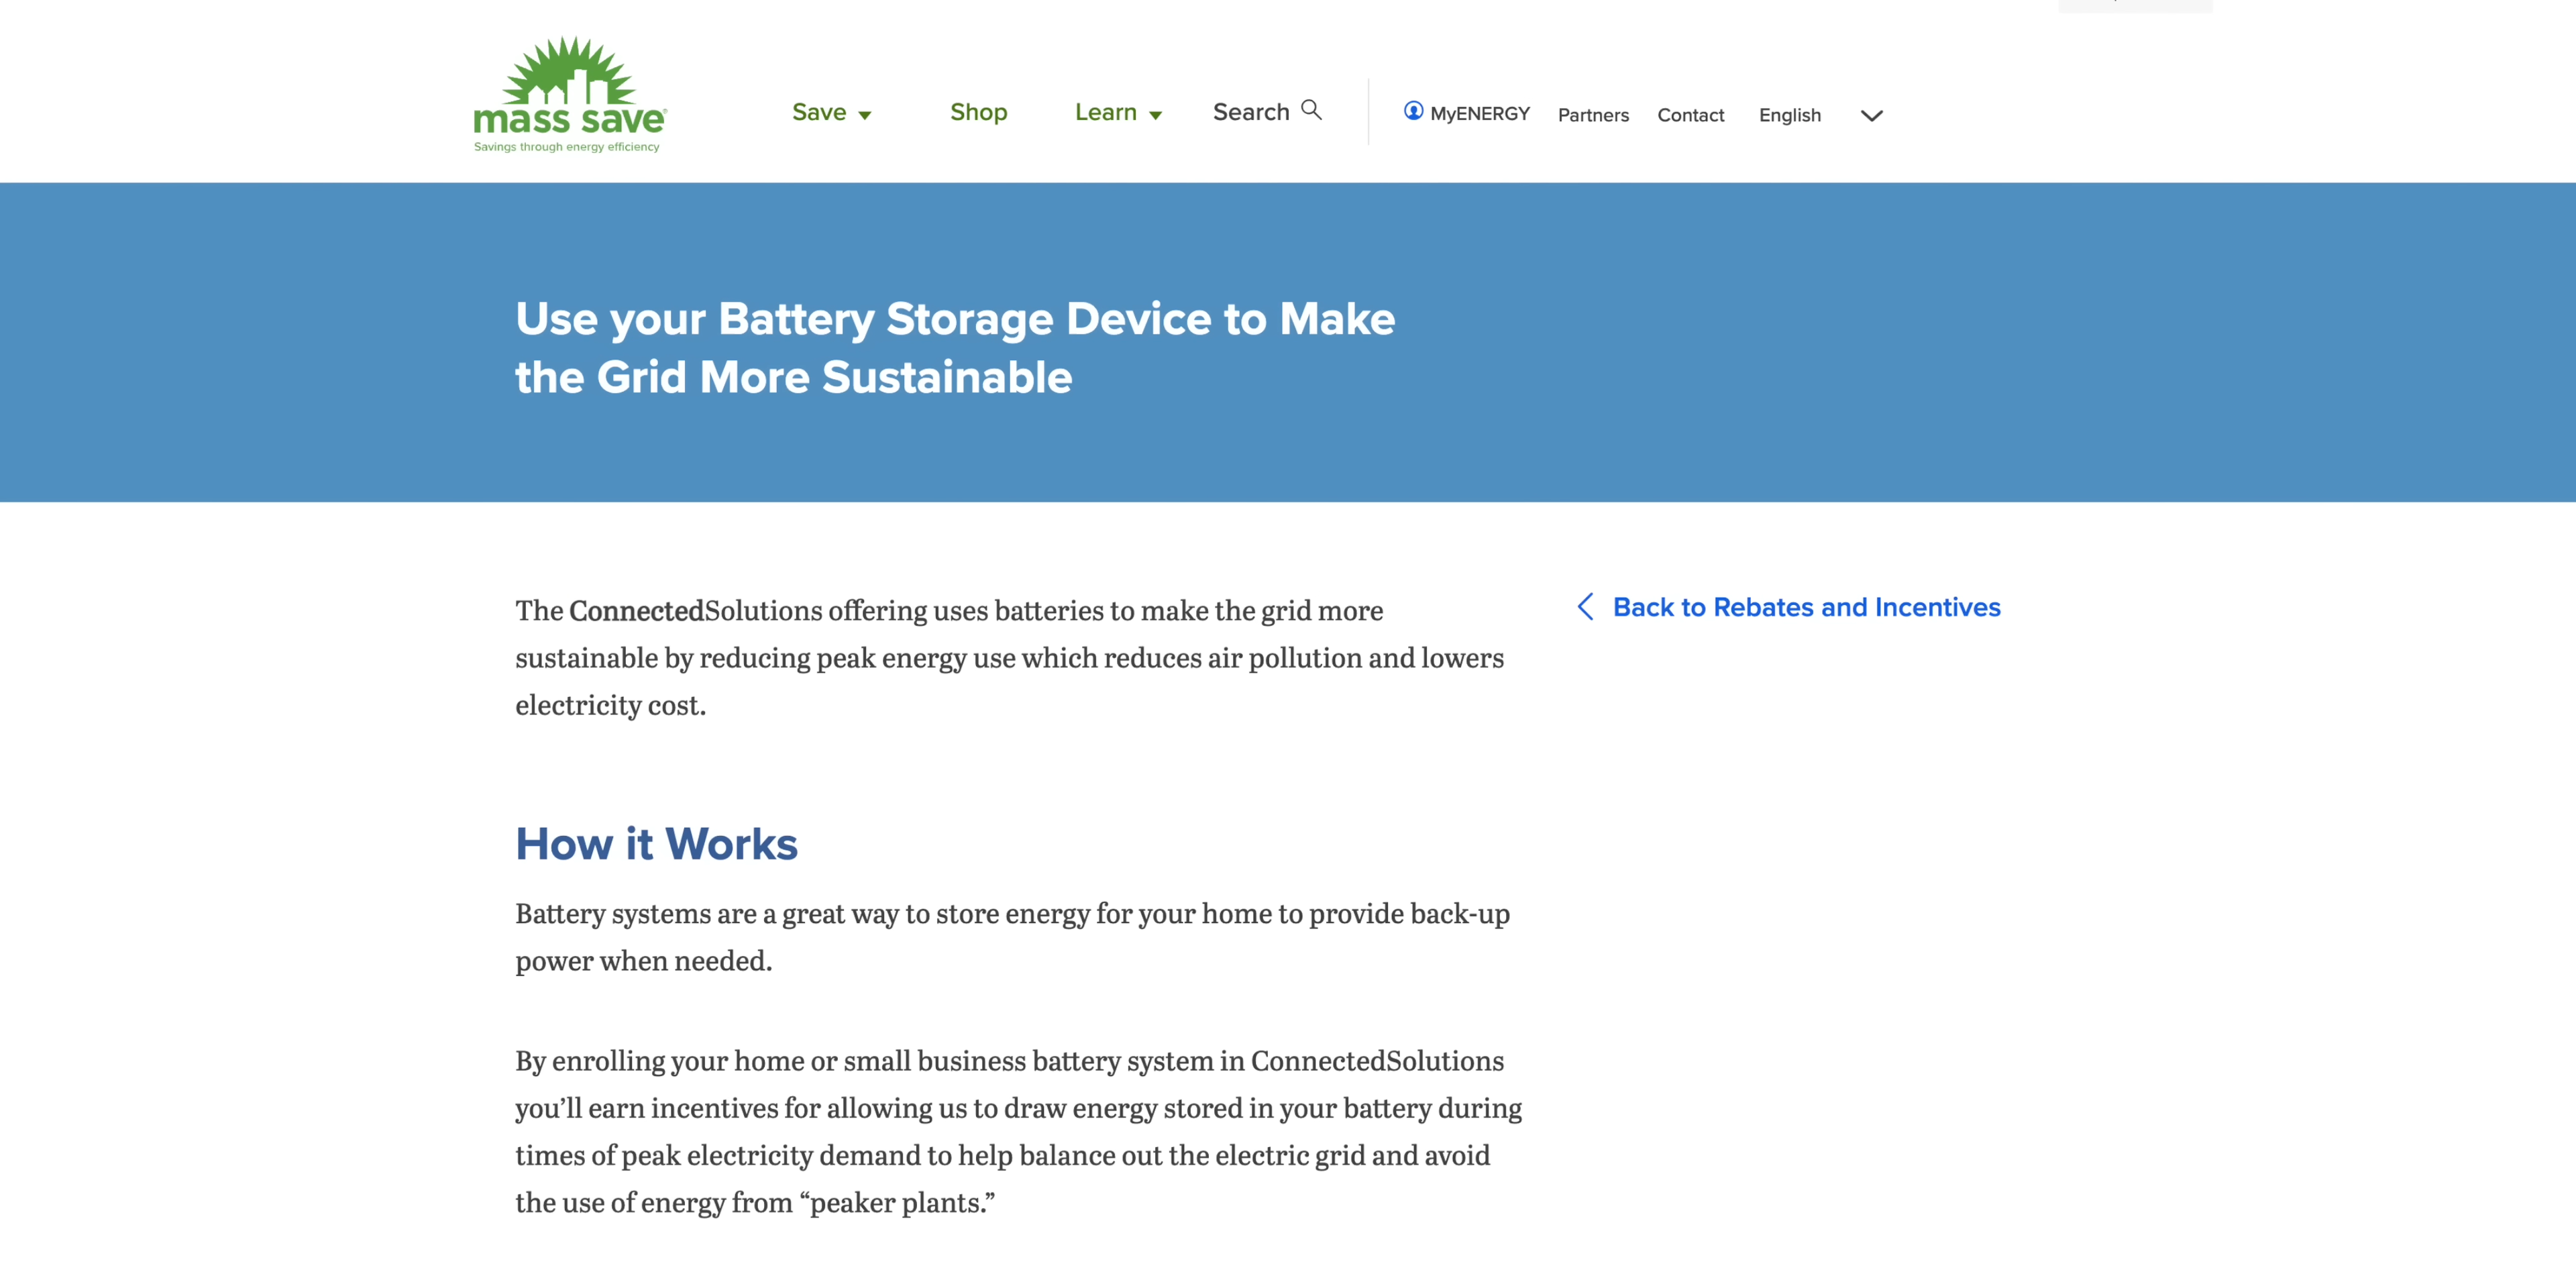 mass save®
Savings through energy efficiency
Save
Shop
Learn
Search
MyENERGY
Partners
Contact
English
Use your Battery Storage Device to Make
the Grid More Sustainable
The ConnectedSolutions offering uses batteries to make the grid more
sustainable by reducing peak energy use which reduces air pollution and lowers
electricity cost.
Back to Rebates and Incentives
How it Works
Battery systems are a great way to store energy for your home to provide back-up
power when needed.
By enrolling your home or small business battery system in ConnectedSolutions
you’ll earn incentives for allowing us to draw energy stored in your battery during
times of peak electricity demand to help balance out the electric grid and avoid
the use of energy from “peaker plants.”